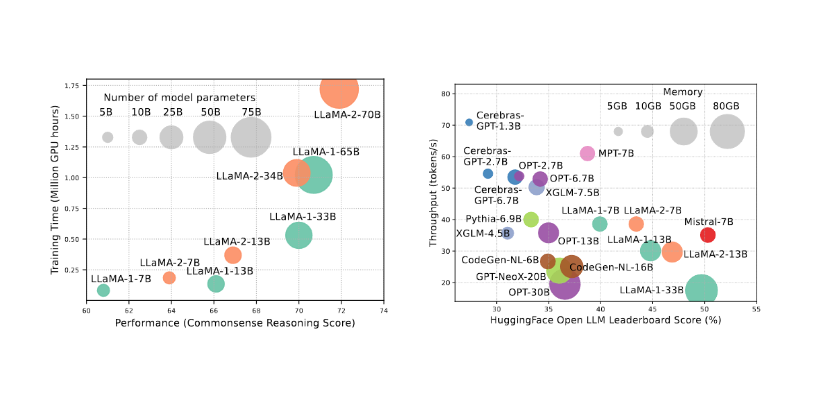 1.75
1.50
1.25
1.00
0.75
0.50
0.25
60
62
64
66
68
70
72
74
Training Time (Million GPU hours)
Performance (Commonsense Reasoning Score)
Number of model parameters
5B 10B 25B 50B 75B
LLaMA-2-70B
LLaMA-1-65B
LLaMA-2-34B
LLaMA-1-33B
LLaMA-2-13B
LLaMA-2-7B
LLaMA-1-13B
LLaMA-1-7B
80
70
60
50
40
30
20
30
35
40
45
50
55
Throughput (tokens/s)
HuggingFace Open LLM Leaderboard Score (%)
Memory
5GB 10GB 50GB 80GB
Cerebras-
GPT-1.3B
MPT-7B
Cerebras-
GPT-2.7B
OPT-2.7B
OPT-6.7B
Cerebras-
GPT-6.7B
XGLM-7.5B
LLaMA-1-7B
LLaMA-2-7B
Pythia-6.9B
Mistral-7B
XGLM-4.5B
OPT-13B
LLaMA-1-13B
LLaMA-2-13B
CodeGen-NL-6B
CodeGen-NL-16B
GPT-NeoX-20B
OPT-30B
LLaMA-1-33B